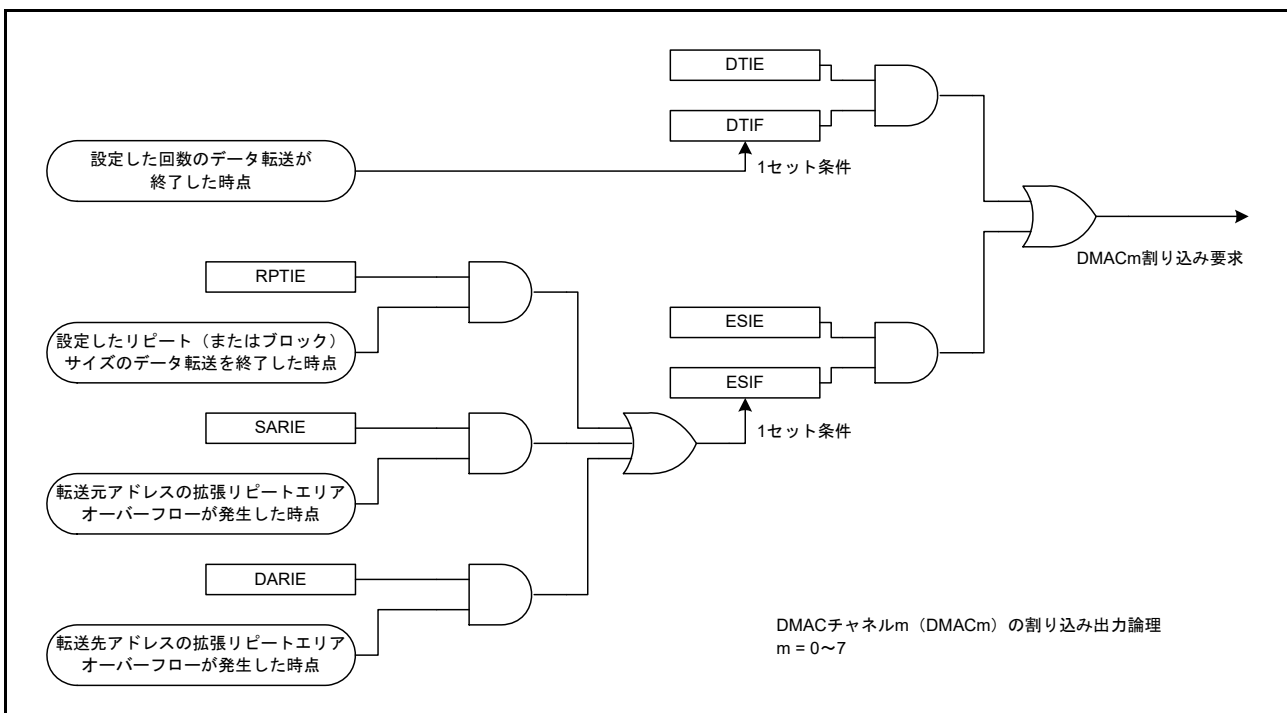 DTIE
DTIF
設定した回数のデータ転送が
終了した時点
1セット条件
DMACm割り込み要求
RPTIE
設定したリピート（またはブロック）
サイズのデータ転送を終了した時点
ESIE
ESIF
1セット条件
SARIE
転送元アドレスの拡張リピートエリア
オーバーフローが発生した時点
DARIE
転送先アドレスの拡張リピートエリア
オーバーフローが発生した時点
DMACチャネルm（DMACm）の割り込み出力論理
m = 0～7